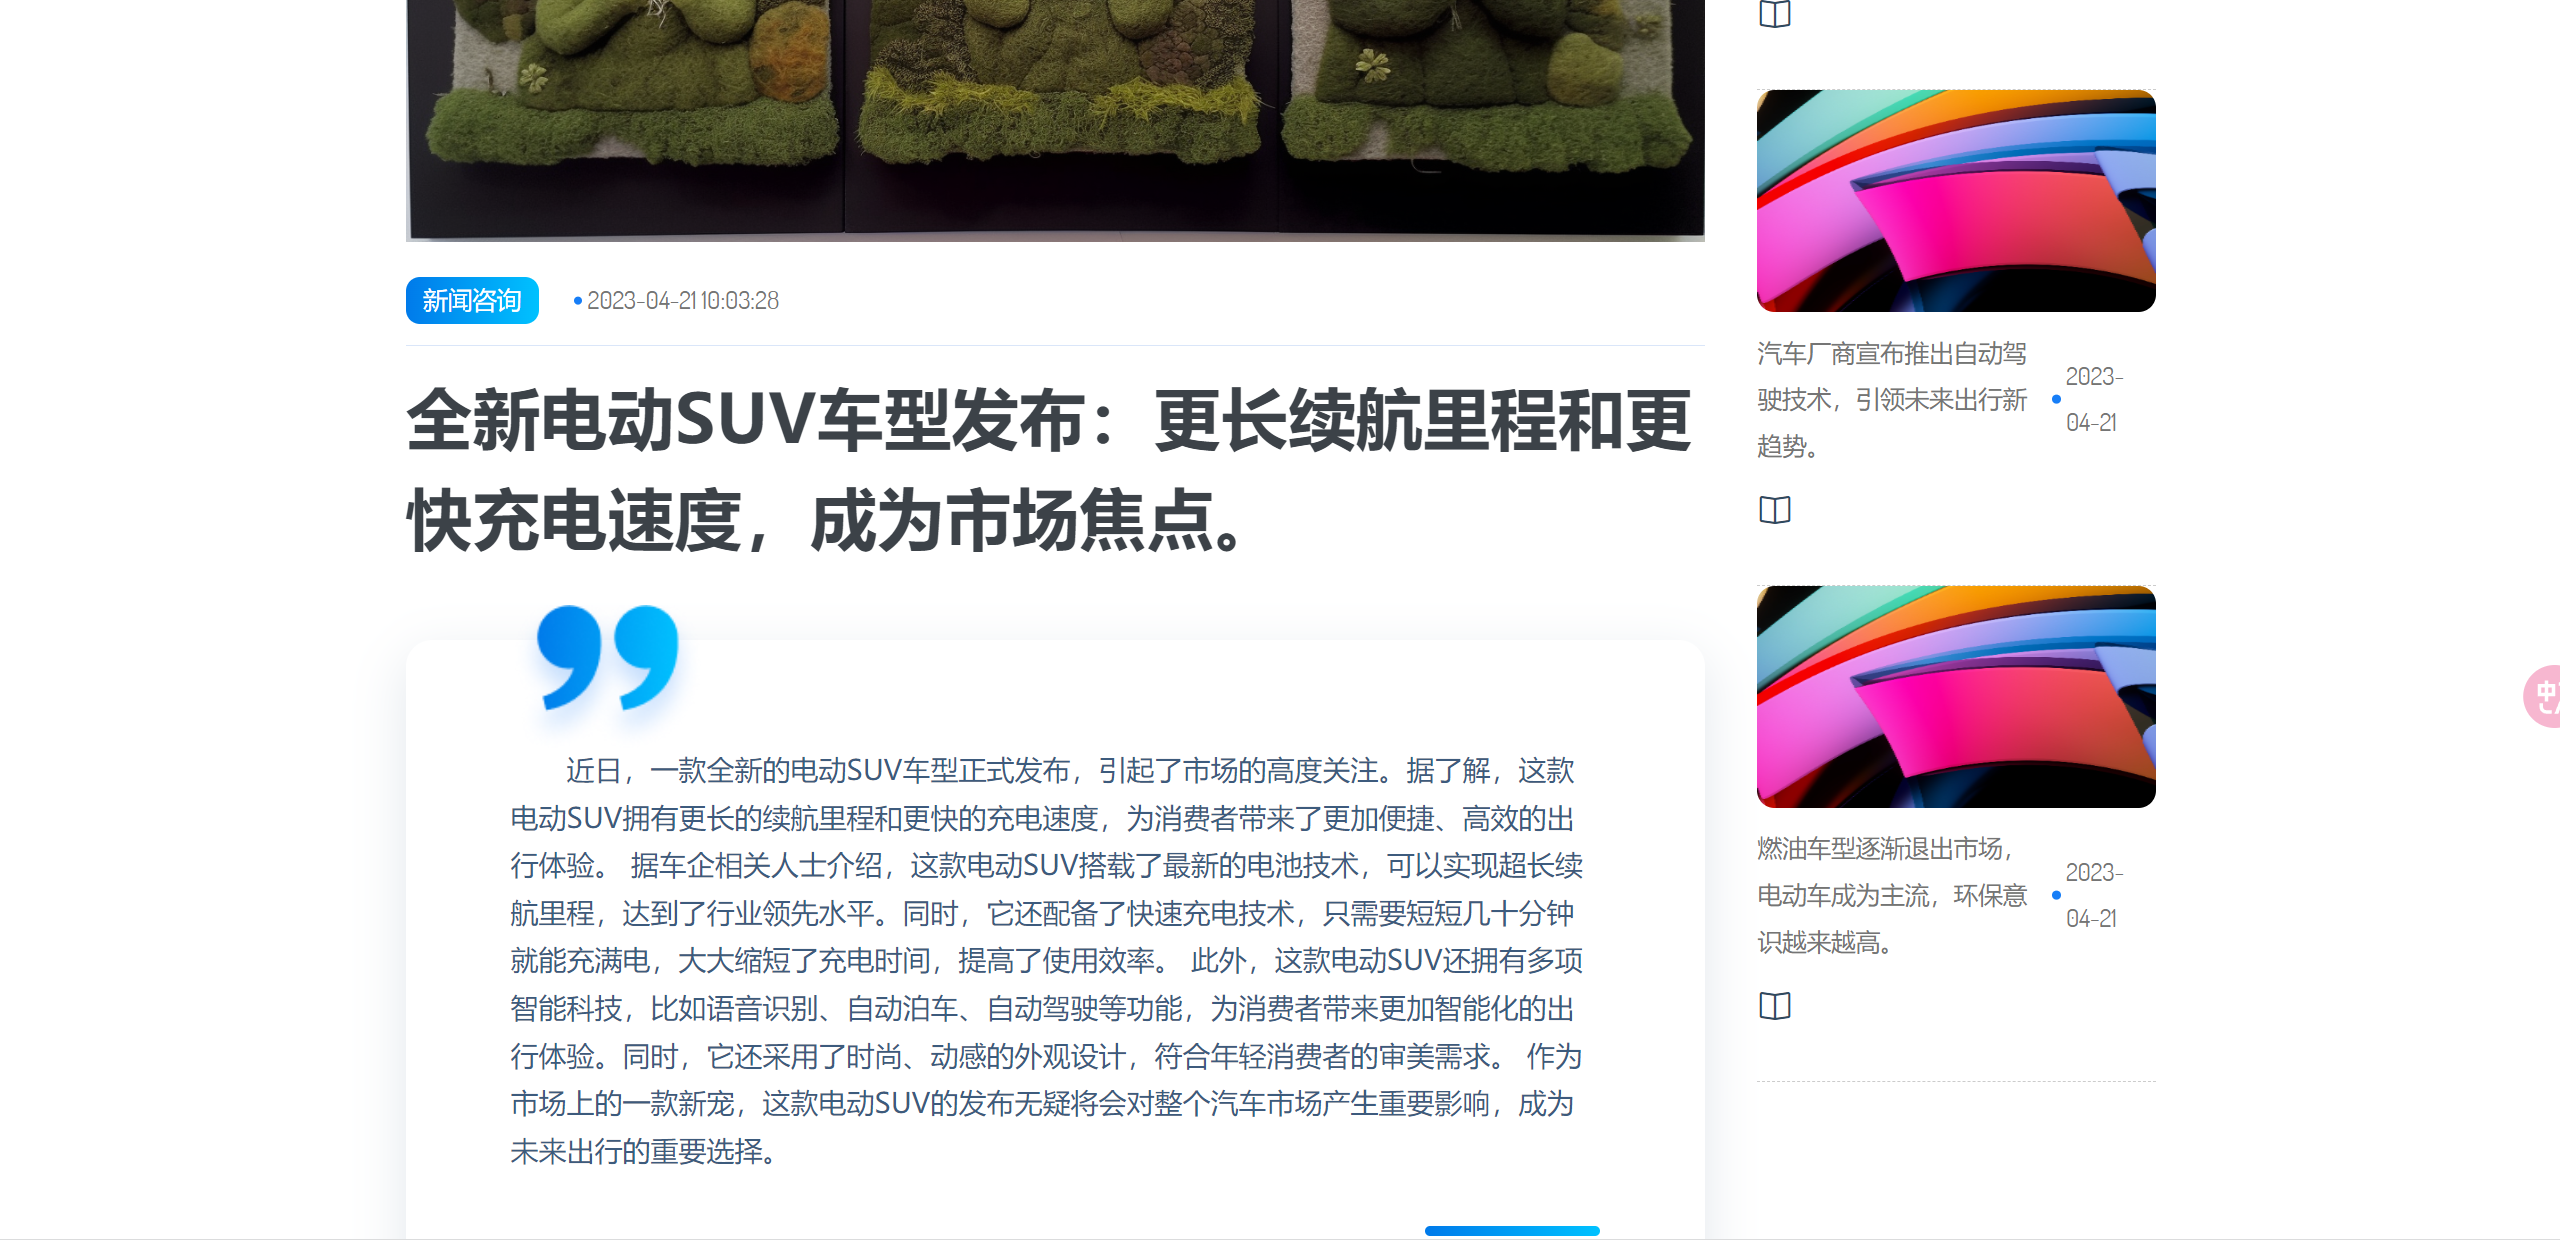 新闻咨询
2023-04-21 10:03:28
全新电动SUV车型发布：更长续航里程和更
快充电速度，成为市场焦点。
近日，一款全新的电动SUV车型正式发布，引起了市场的高度关注。据了解，这款
电动SUV拥有更长的续航里程和更快的充电速度，为消费者带来了更加便捷、高效的出
行体验。 据车企相关人士介绍，这款电动SUV搭载了最新的电池技术，可以实现超长续
航里程，达到了行业领先水平。同时，它还配备了快速充电技术，只需要短短几十分钟
就能充满电，大大缩短了充电时间，提高了使用效率。 此外，这款电动SUV还拥有多项
智能科技，比如语音识别、自动泊车、自动驾驶等功能，为消费者带来更加智能化的出
行体验。同时，它还采用了时尚、动感的外观设计，符合年轻消费者的审美需求。 作为
市场上的一款新宠，这款电动SUV的发布无疑将会对整个汽车市场产生重要影响，成为
未来出行的重要选择。
汽车厂商宣布推出自动驾
驶技术，引领未来出行新
趋势。
2023-
04-21
燃油车型逐渐退出市场，
电动车成为主流，环保意
识越来越高。
2023-
04-21
中